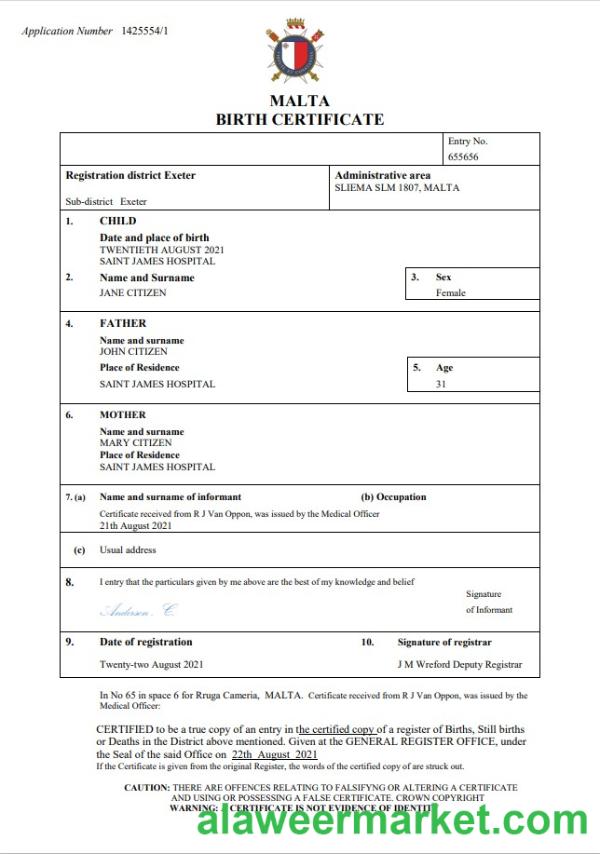 Application Number 1425554/1
MALTA
BIRTH CERTIFICATE
Entry No.
655656
Registration district Exeter
Sub-district Exeter
Administrative area
SLIEMA SLM 1807, MALTA
1. CHILD
Date and place of birth
TWENTIETH AUGUST 2021
SAINT JAMES HOSPITAL
2. Name and Surname
JANE CITIZEN
3. Sex
Female
4. FATHER
Name and surname
JOHN CITIZEN
Place of Residence
SAINT JAMES HOSPITAL
5. Age
31
6. MOTHER
Name and surname
MARY CITIZEN
Place of Residence
SAINT JAMES HOSPITAL
7. (a) Name and surname of informant (b) Occupation
Certificate received from R J Van Oppon, was issued by the Medical Officer
21th August 2021
(c) Usual address
8. I entry that the particulars given by me above are the best of my knowledge and belief
Anderson. C.
Signature
of Informant
9. Date of registration
Twenty-two August 2021
10. Signature of registrar
J M Wreford Deputy Registrar
In No 65 in space 6 for Rruga Cameria, MALTA. Certificate received from R J Van Oppon, was issued by the
Medical Officer:
CERTIFIED to be a true copy of an entry in the certified copy of a register of Births, Still births
or Deaths in the District above mentioned. Given at the GENERAL REGISTER OFFICE, under
the Seal of the said Office on 22th August 2021
If the Certificate is given from the original Register, the words of the certified copy of are struck out.
CAUTION: THERE ARE OFFENCES RELATING TO FALSIFYNG OR ALTERING A CERTIFICATE
AND USING OR POSSESSING A FALSE CERTIFICATE. CROWN COPYRIGHT
WARNING: A CERTIFICATE IS NOT EVIDENCE OF IDENTITY
alaweermarket.com